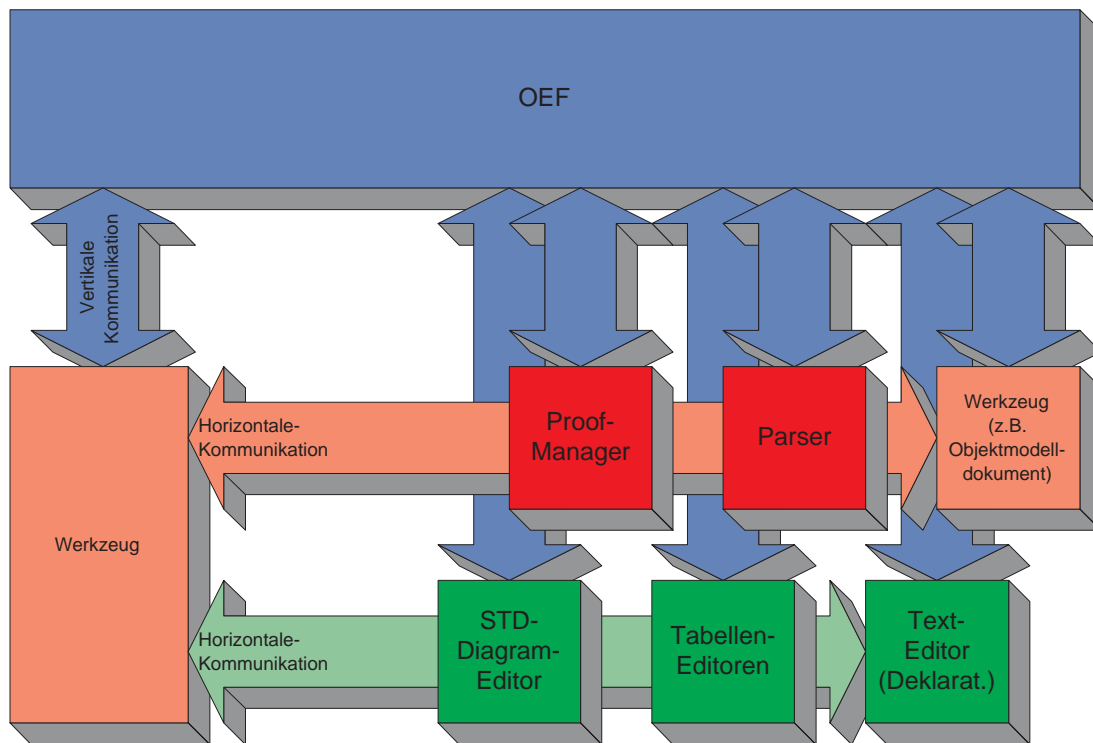 OEF
Vertikale
Kommunikation
Horizontale-
Kommunikation
Proof-
Manager
Parser
Werkzeug
(z.B.
Objektmodell-
dokument)
Werkzeug
Horizontale-
Kommunikation
STD-
Diagram-
Editor
Tabellen-
Editoren
Text-
Editor
(Deklarat.)